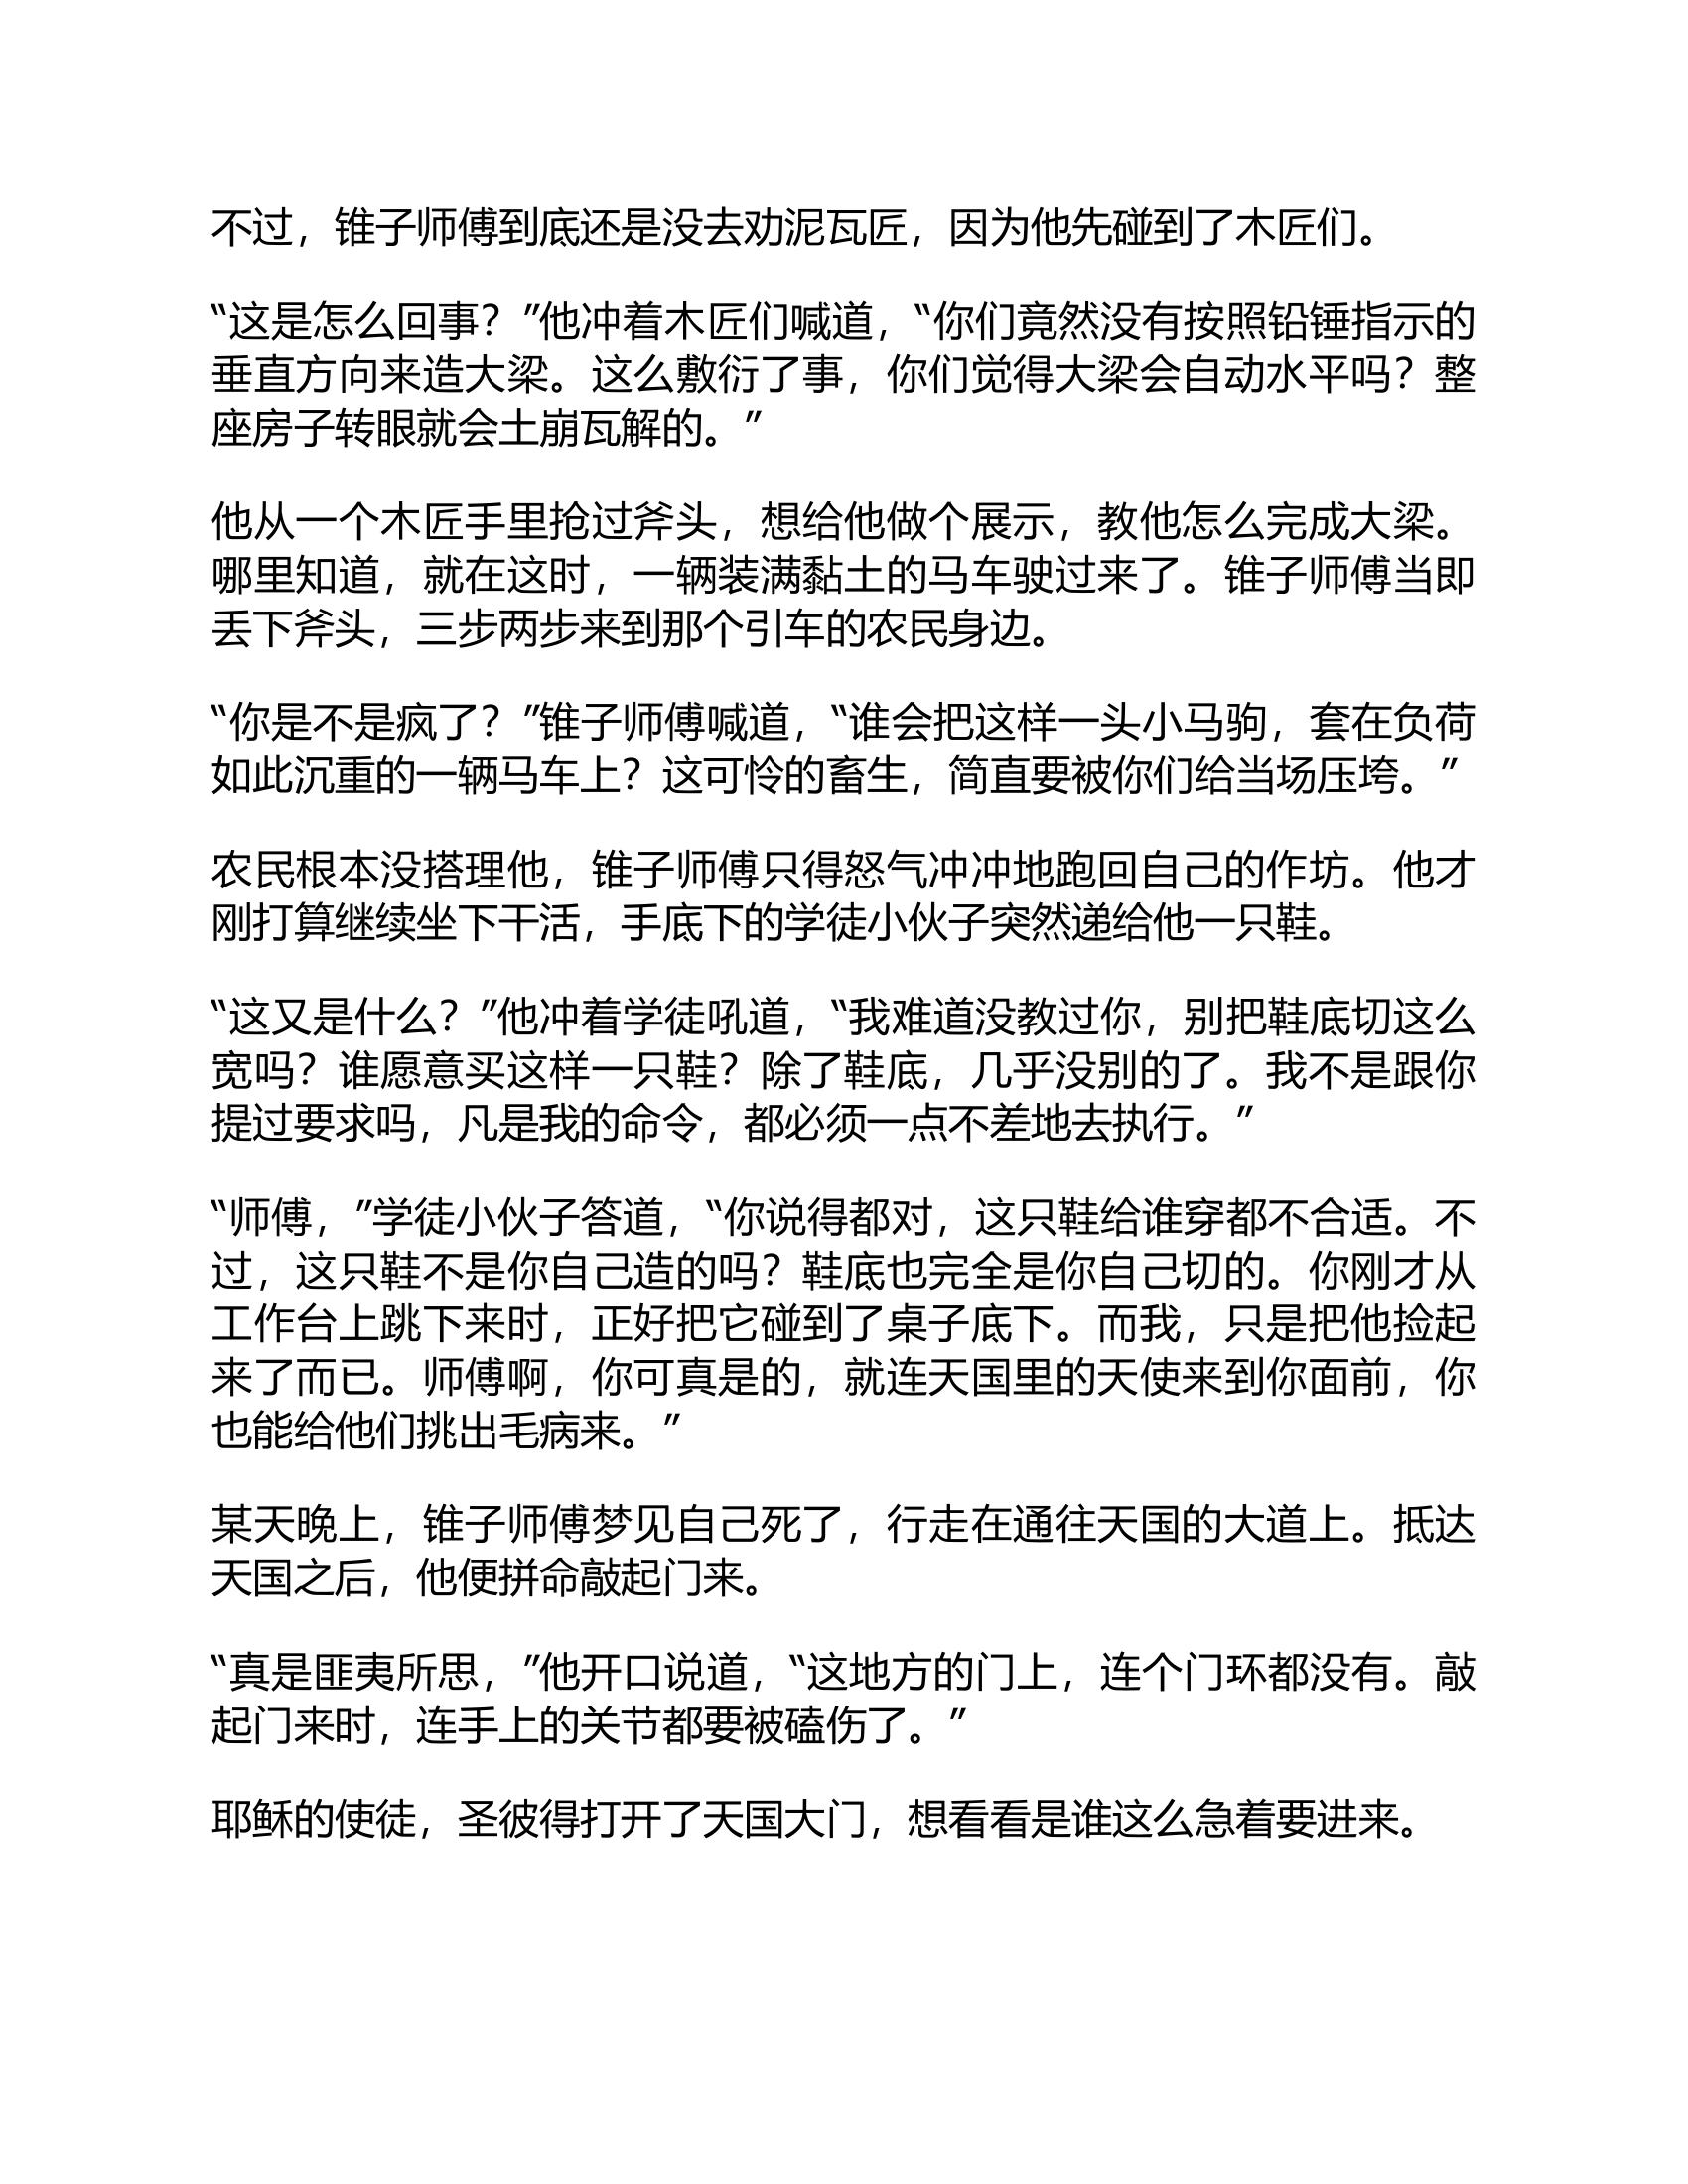 不过，锥子师傅到底还是没去劝泥瓦匠，因为他先碰到了木匠们。
“这是怎么回事？”他冲着木匠们喊道，“你们竟然没有按照铅锤指示的
垂直方向来造大梁。这么敷衍了事，你们觉得大梁会自动水平吗？整
座房子转眼就会土崩瓦解的。”
他从一个木匠手里抢过斧头，想给他做个展示，教他怎么完成大梁。
哪里知道，就在这时，一辆装满黏土的马车驶过来了。锥子师傅当即
丢下斧头，三步两步来到那个引车的农民身边。
“你是不是疯了？”锥子师傅喊道，“谁会把这样一头小马驹，套在负荷
如此沉重的一辆马车上？这可怜的畜生，简直要被你们给当场压垮。”
农民根本没搭理他，锥子师傅只得怒气冲冲地跑回自己的作坊。他才
刚打算继续坐下干活，手底下的学徒小伙子突然递给他一只鞋。
“这又是什么？”他冲着学徒吼道，“我难道没教过你，别把鞋底切这么
宽吗？谁愿意买这样一只鞋？除了鞋底，几乎没别的了。我不是跟你
提过要求吗，凡是我的命令，都必须一点不差地去执行。”
“师傅，”学徒小伙子答道，“你说得都对，这只鞋给谁穿都不合适。不
过，这只鞋不是你自己造的吗？鞋底也完全是你自己切的。你刚才从
工作台上跳下来时，正好把它碰到了桌子底下。而我，只是把他捡起
来了而已。师傅啊，你可真是的，就连天国里的天使来到你面前，你
也能给他们挑出毛病来。”
某天晚上，锥子师傅梦见自己死了，行走在通往天国的大道上。抵达
天国之后，他便拼命敲起门来。
“真是匪夷所思，”他开口说道，“这地方的门上，连个门环都没有。敲
起门来时，连手上的关节都要被磕伤了。”
耶稣的使徒，圣彼得打开了天国大门，想看看是谁这么急着要进来。